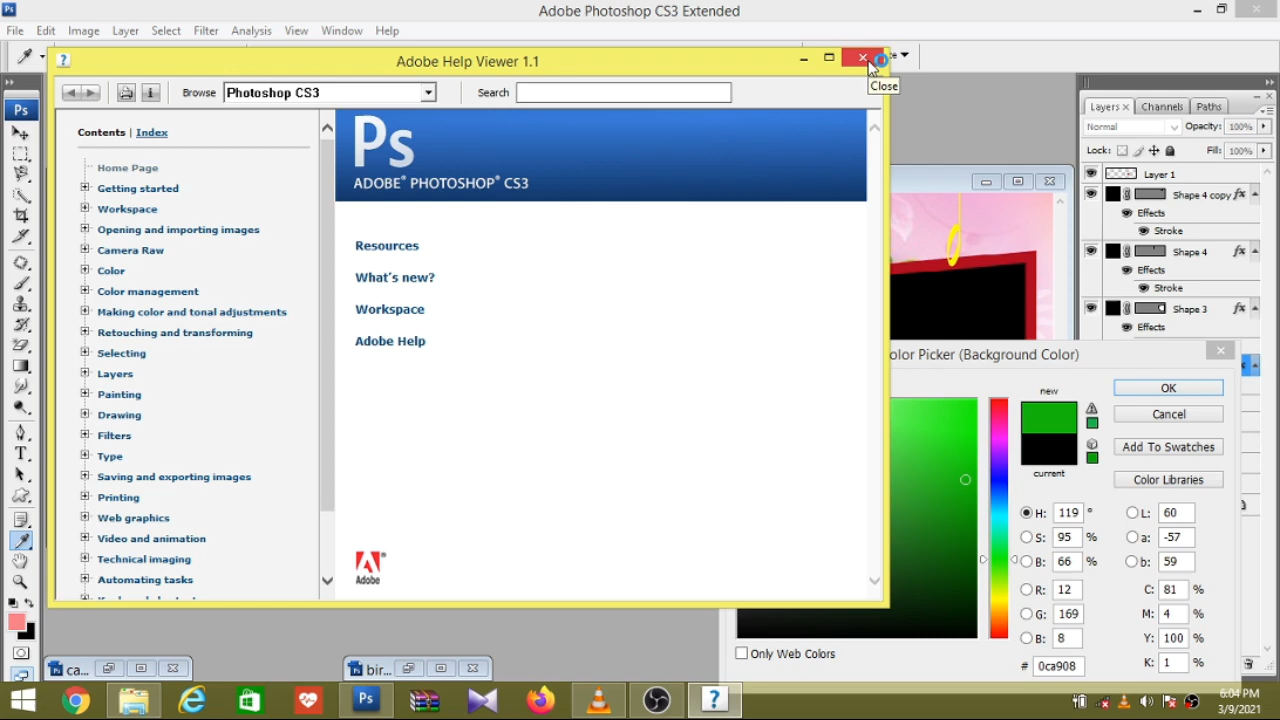 Adobe Photoshop CS3 Extended
Ps
File Edit Image Layer Select Filter Analysis View Window Help
Adobe Help Viewer 1.1
Close
Browse Photoshop CS3 Search
Contents | Index
Home Page
Getting started
Workspace
Opening and importing images
Camera Raw
Color
Color management
Making color and tonal adjustments
Retouching and transforming
Selecting
Layers
Painting
Drawing
Filters
Type
Saving and exporting images
Printing
Web graphics
Video and animation
Technical imaging
Automating tasks
Ps
ADOBE® PHOTOSHOP® CS3
Resources
What's new?
Workspace
Adobe Help
Adobe
Ps
Layers × Channels Paths
Normal Opacity: 100%
Lock: Fill: 100%
Layer 1
Shape 4 copy fx
Effects
Stroke
Shape 4 fx
Effects
Stroke
Shape 3 fx
Effects
olor Picker (Background Color)
new
current
OK
Cancel
Add To Swatches
Color Libraries
H: 119 ° L: 60
S: 95 % a: -57
B: 66 % b: 59
R: 12 C: 81 %
G: 169 M: 4 %
B: 8 Y: 100 %
# 0ca908 K: 1 %
Only Web Colors
ca...
bir...
Ps
6:04 PM
3/9/2021